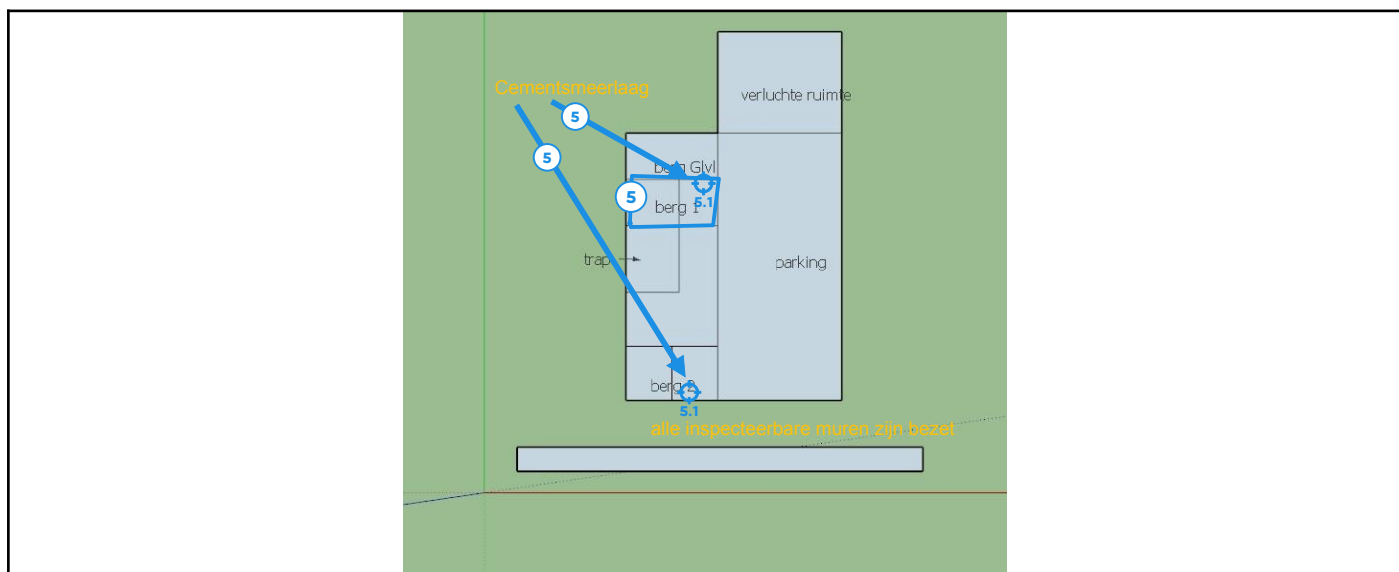 Cementsmeerlaag
verluchte ruimte
5
5
berg Glvl
5
5.1
berg 1
trap
parking
berg 2
5.1
alle inspecteerbare muren zijn bezet